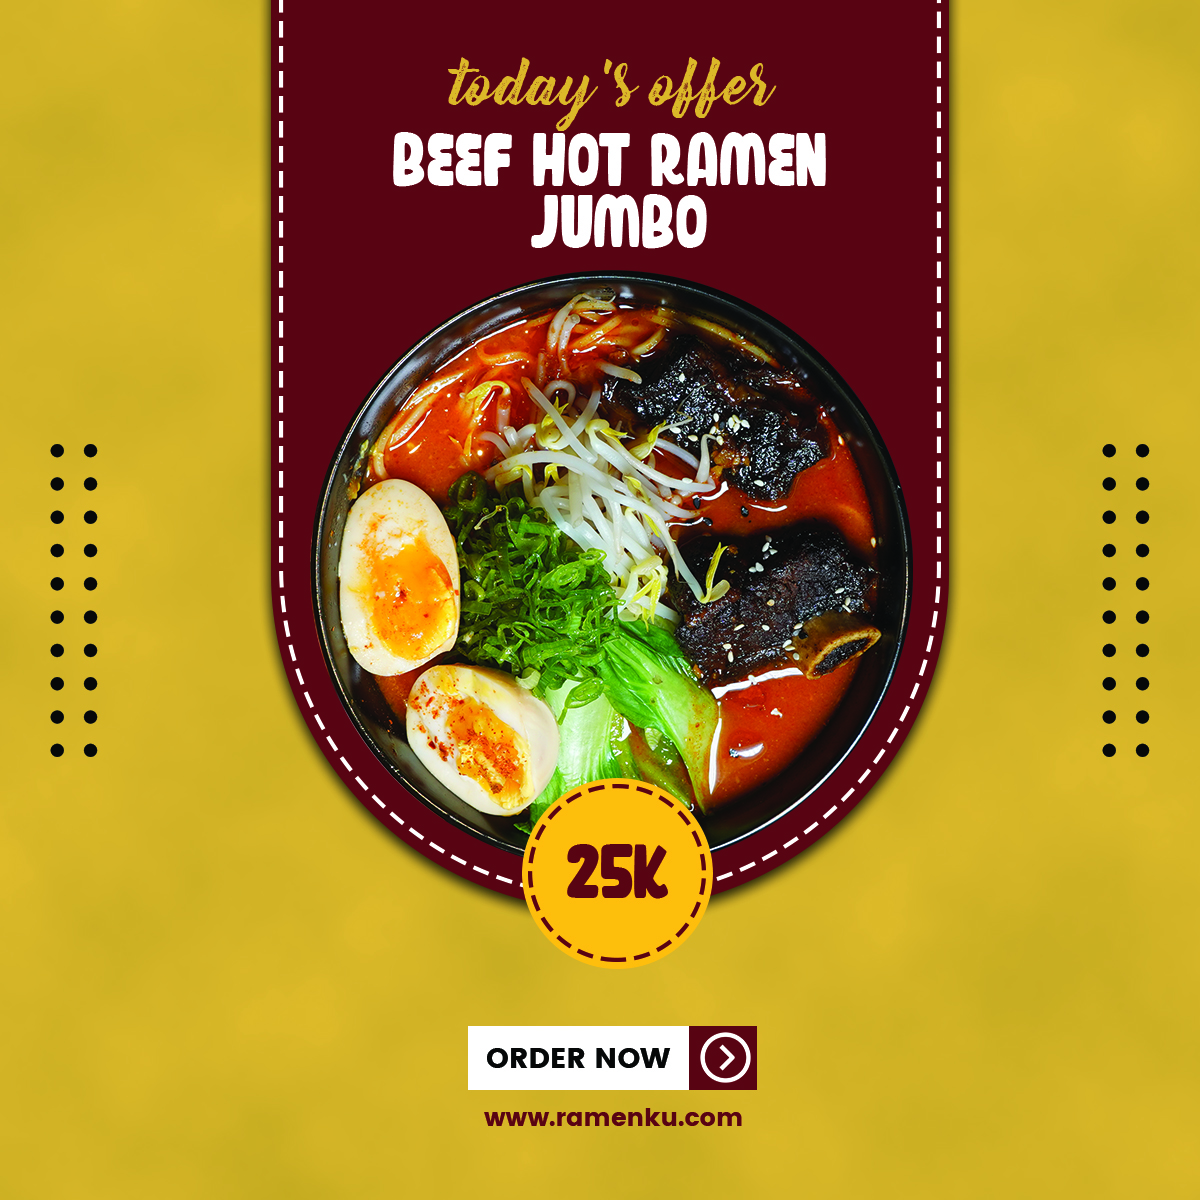 today's offer
BEEF HOT RAMEN
JUMBO
25K
ORDER NOW
www.ramenku.com